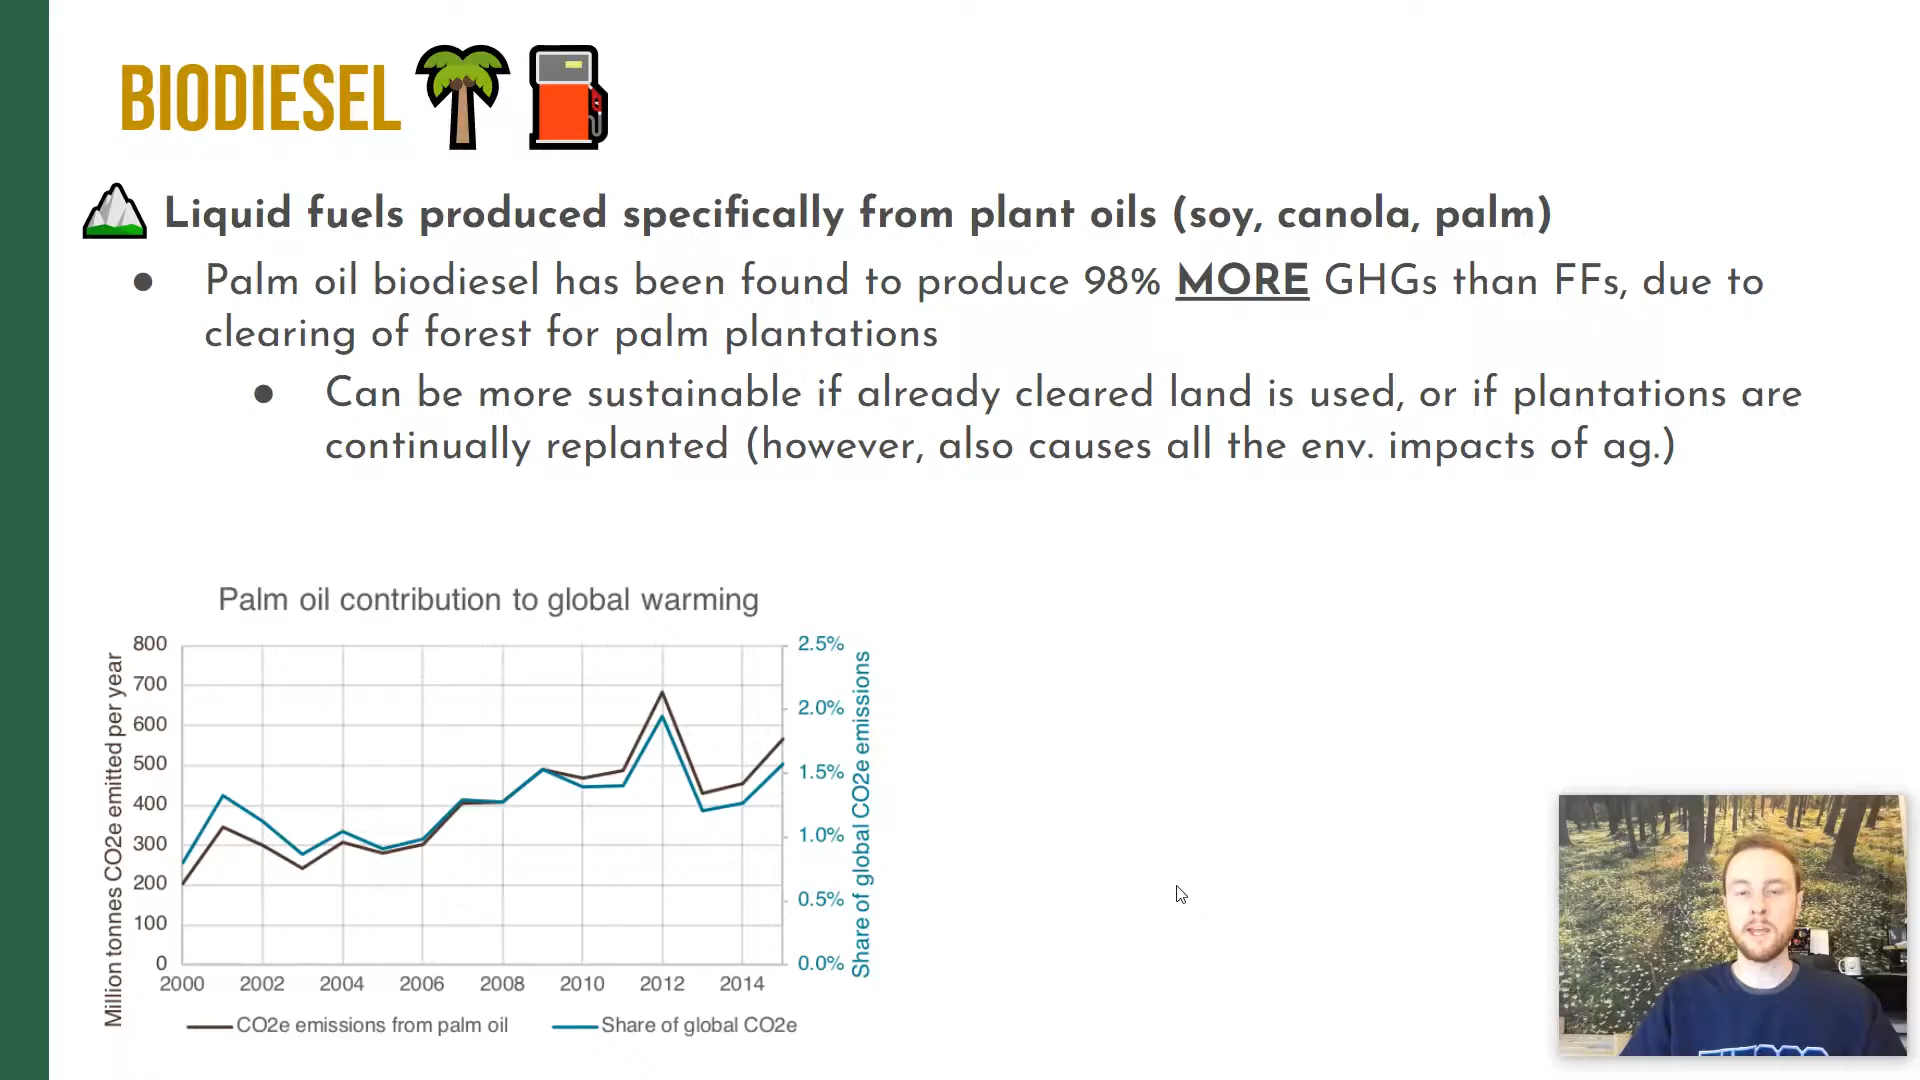 BIODIESEL
Liquid fuels produced specifically from plant oils (soy, canola, palm)
● Palm oil biodiesel has been found to produce 98% MORE GHGs than FFs, due to
clearing of forest for palm plantations
● Can be more sustainable if already cleared land is used, or if plantations are
continually replanted (however, also causes all the env. impacts of ag.)
Palm oil contribution to global warming
Million tonnes CO2e emitted per year
800
700
600
500
400
300
200
100
0
2.5%
2.0%
1.5%
1.0%
0.5%
0.0%
Share of global CO2e emissions
2000 2002 2004 2006 2008 2010 2012 2014
CO2e emissions from palm oil Share of global CO2e